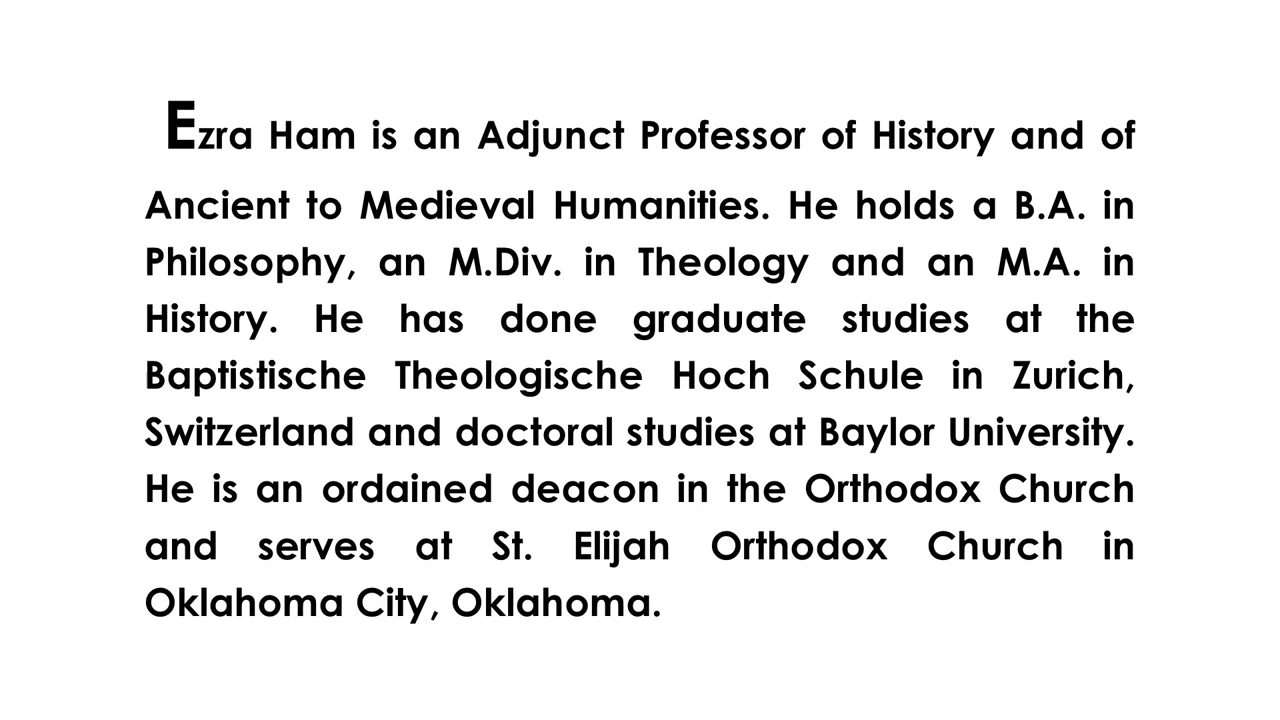 Ezra Ham is an Adjunct Professor of History and of
Ancient to Medieval Humanities. He holds a B.A. in
Philosophy, an M.Div. in Theology and an M.A. in
History. He has done graduate studies at the
Baptistische Theologische Hoch Schule in Zurich,
Switzerland and doctoral studies at Baylor University.
He is an ordained deacon in the Orthodox Church
and serves at St. Elijah Orthodox Church in
Oklahoma City, Oklahoma.